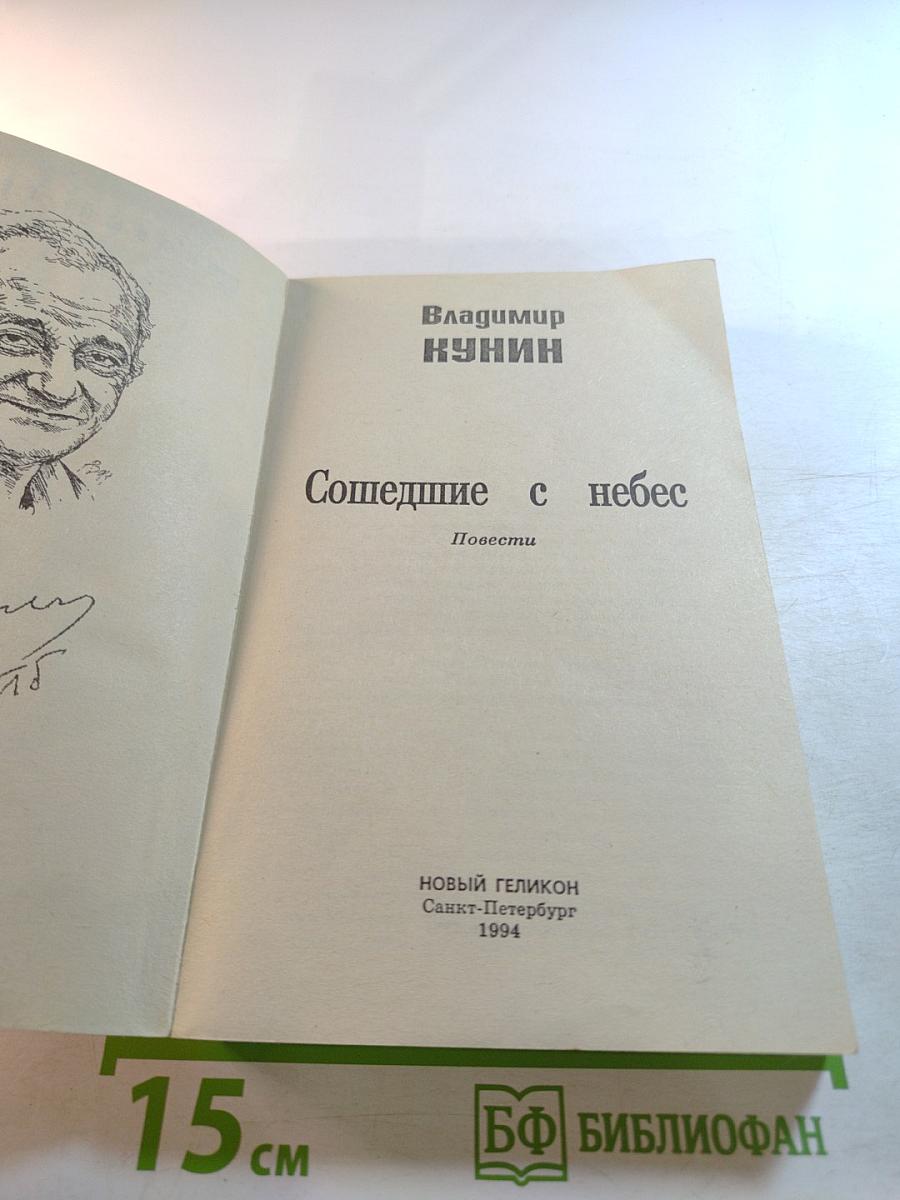 Владимир
КУНИН
Сошедшие с небес
Повести
НОВЫЙ ГЕЛИКОН
Санкт-Петербург
1994
15 см
БФ БИБЛИОФАН